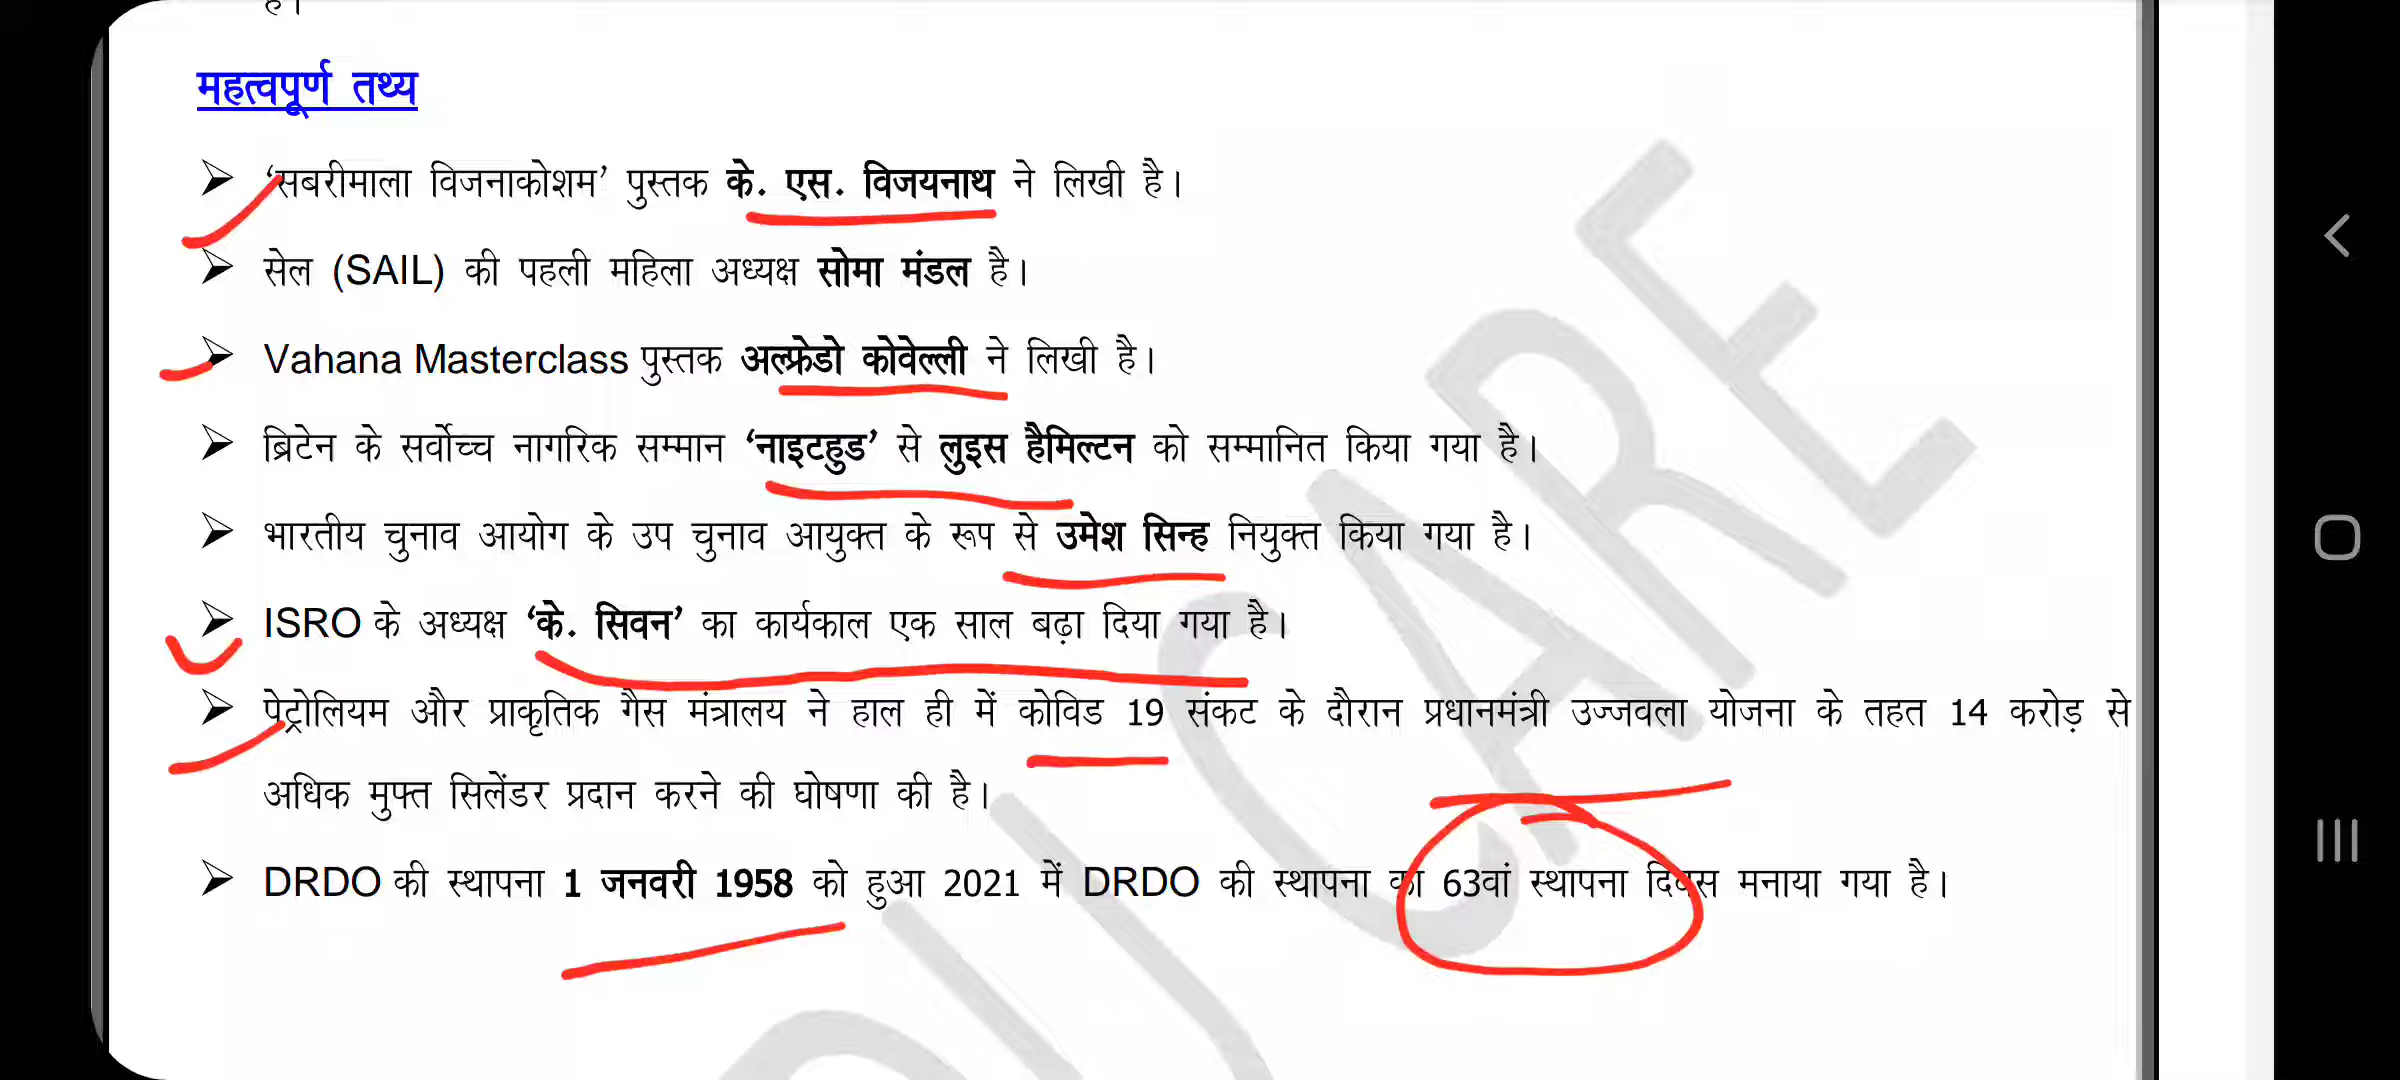 है।
महत्वपूर्ण तथ्य
➢ ‘सबरीमाला विजनाकोशम’ पुस्तक के. एस. विजयनाथ ने लिखी है।
➢ सेल (SAIL) की पहली महिला अध्यक्ष सोमा मंडल है।
➢ Vahana Masterclass पुस्तक अल्फ्रेडो कोवेल्ली ने लिखी है।
➢ ब्रिटेन के सर्वोच्च नागरिक सम्मान ‘नाइटहुड’ से लुइस हैमिल्टन को सम्मानित किया गया है।
➢ भारतीय चुनाव आयोग के उप चुनाव आयुक्त के रूप से उमेश सिन्ह नियुक्त किया गया है।
➢ ISRO के अध्यक्ष ‘के. सिवन’ का कार्यकाल एक साल बढ़ा दिया गया है।
➢ पेट्रोलियम और प्राकृतिक गैस मंत्रालय ने हाल ही में कोविड 19 संकट के दौरान प्रधानमंत्री उज्जवला योजना के तहत 14 करोड़ से
अधिक मुफ्त सिलेंडर प्रदान करने की घोषणा की है।
➢ DRDO की स्थापना 1 जनवरी 1958 को हुआ 2021 में DRDO की स्थापना का 63वां स्थापना दिवस मनाया गया है।
CARE